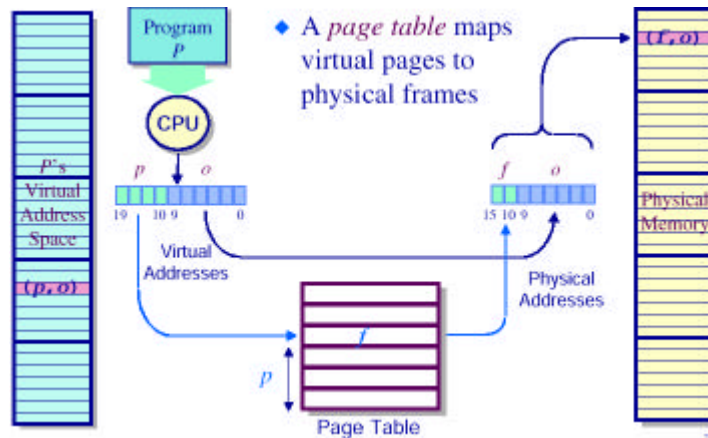 Program
P
◆ A page table maps
virtual pages to
physical frames
(f,o)
CPU
P's
Virtual
Address
Space
(p,o)
p o
19 10 9 0
Virtual
Addresses
f o
15 10 9 0
Physical
Addresses
Physical
Memory
f
p
Page Table